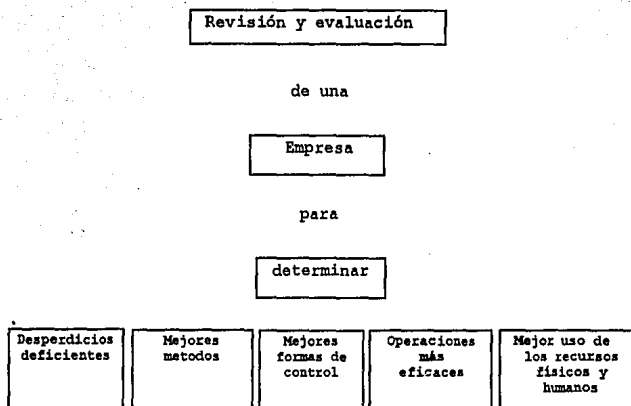 Revisión y evaluación
de una
Empresa
para
determinar
Desperdicios
deficientes
Mejores
metodos
Mejores
formas de
control
Operaciones
más
eficaces
Mejor uso de
los recursos
físicos y
humanos